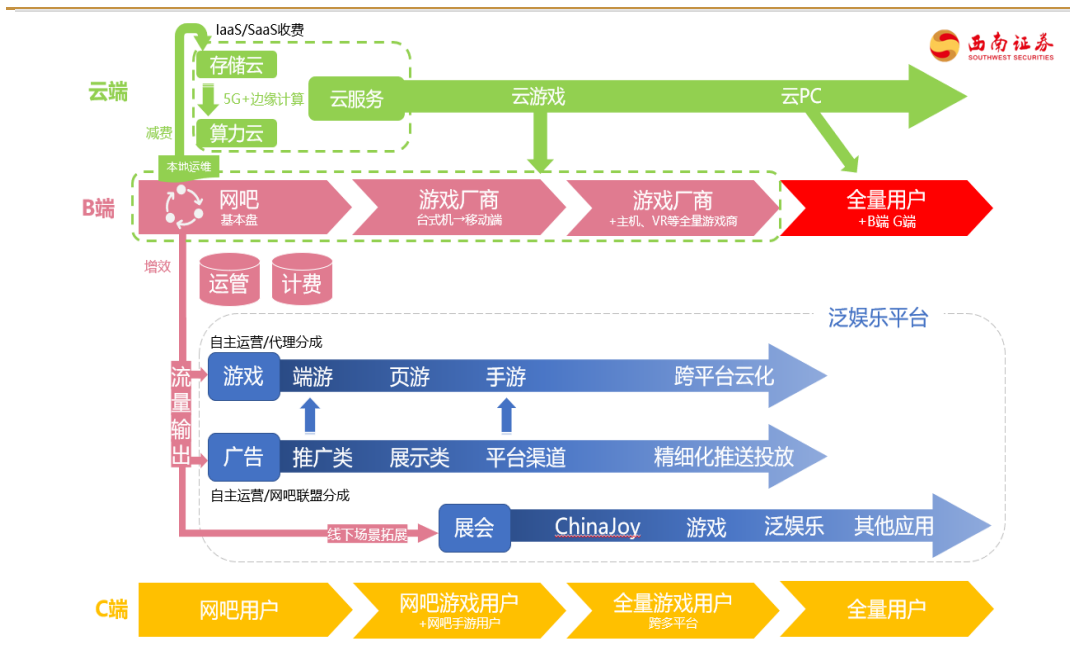 IaaS/SaaS收费
西南证券
SOUTHWEST SECURITIES
云端
存储云
5G+边缘计算
算力云
云服务
云游戏
云PC
减费
本地运维
B端
网吧
基本盘
游戏厂商
台式机→移动端
游戏厂商
+主机、VR等全量游戏商
全量用户
+B端 G端
增效
运管
计费
泛娱乐平台
自主运营/代理分成
流量输出
游戏
端游
页游
手游
跨平台云化
广告
推广类
展示类
平台渠道
精细化推送投放
自主运营/网吧联盟分成
线下场景拓展
展会
ChinaJoy
游戏
泛娱乐
其他应用
C端
网吧用户
网吧游戏用户
+网吧手游用户
全量游戏用户
跨多平台
全量用户